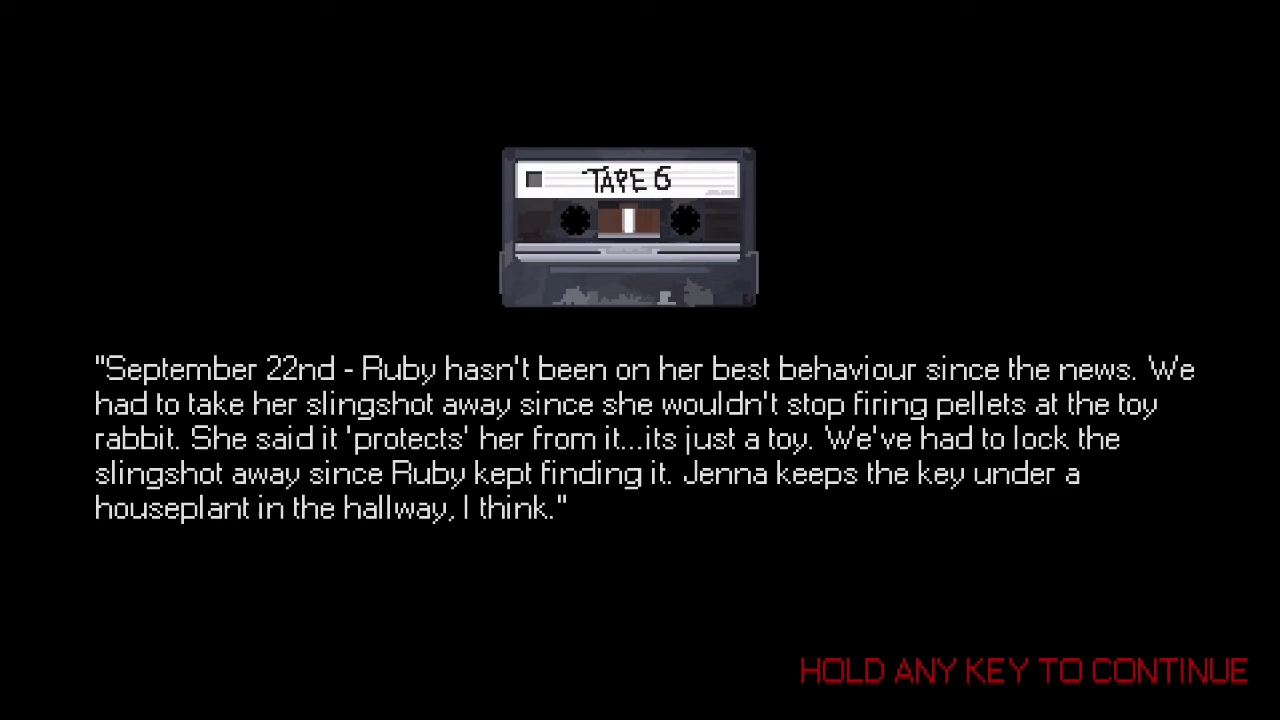 TAPE 6
"September 22nd - Ruby hasn't been on her best behaviour since the news. We
had to take her slingshot away since she wouldn't stop firing pellets at the toy
rabbit. She said it 'protects' her from it...its just a toy. We've had to lock the
slingshot away since Ruby kept finding it. Jenna keeps the key under a
houseplant in the hallway, I think."
HOLD ANY KEY TO CONTINUE